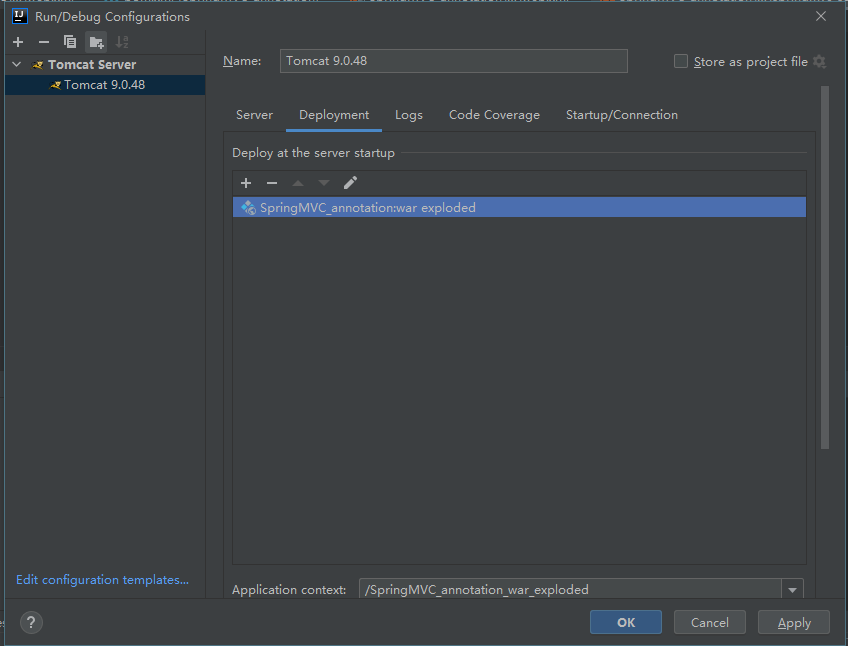 Run/Debug Configurations
Name: Tomcat 9.0.48
Store as project file
Tomcat Server
Tomcat 9.0.48
Server Deployment Logs Code Coverage Startup/Connection
Deploy at the server startup
SpringMVC_annotation:war exploded
Edit configuration templates...
Application context: /SpringMVC_annotation_war_exploded
? OK Cancel Apply